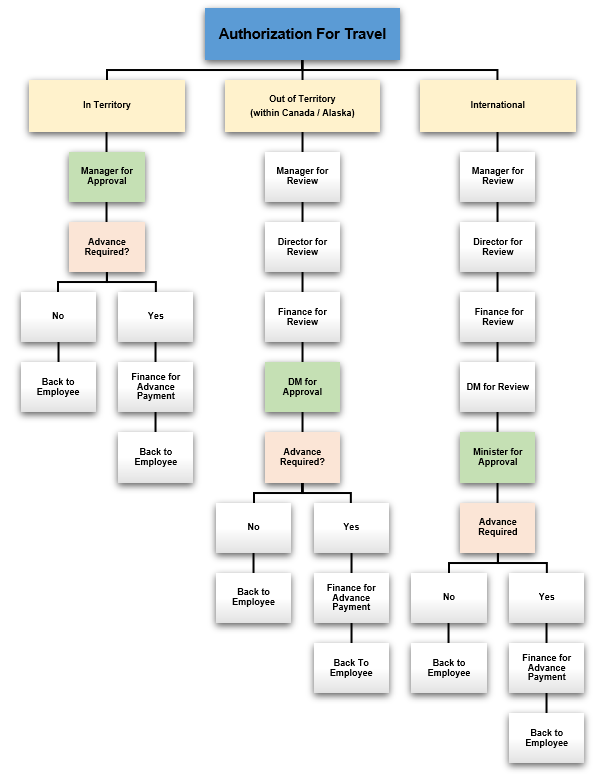 Authorization For Travel
In Territory
Out of Territory
(within Canada / Alaska)
International
Manager for
Approval
Manager for
Review
Manager for
Review
Advance
Required?
Director for
Review
Director for
Review
No
Yes
Finance for
Review
Finance for
Review
Back to
Employee
Finance for
Advance
Payment
DM for
Approval
DM for Review
Back to
Employee
Advance
Required?
Minister for
Approval
No
Yes
Advance
Required
Back to
Employee
Finance for
Advance
Payment
No
Yes
Back To
Employee
Back to
Employee
Finance for
Advance
Payment
Back to
Employee